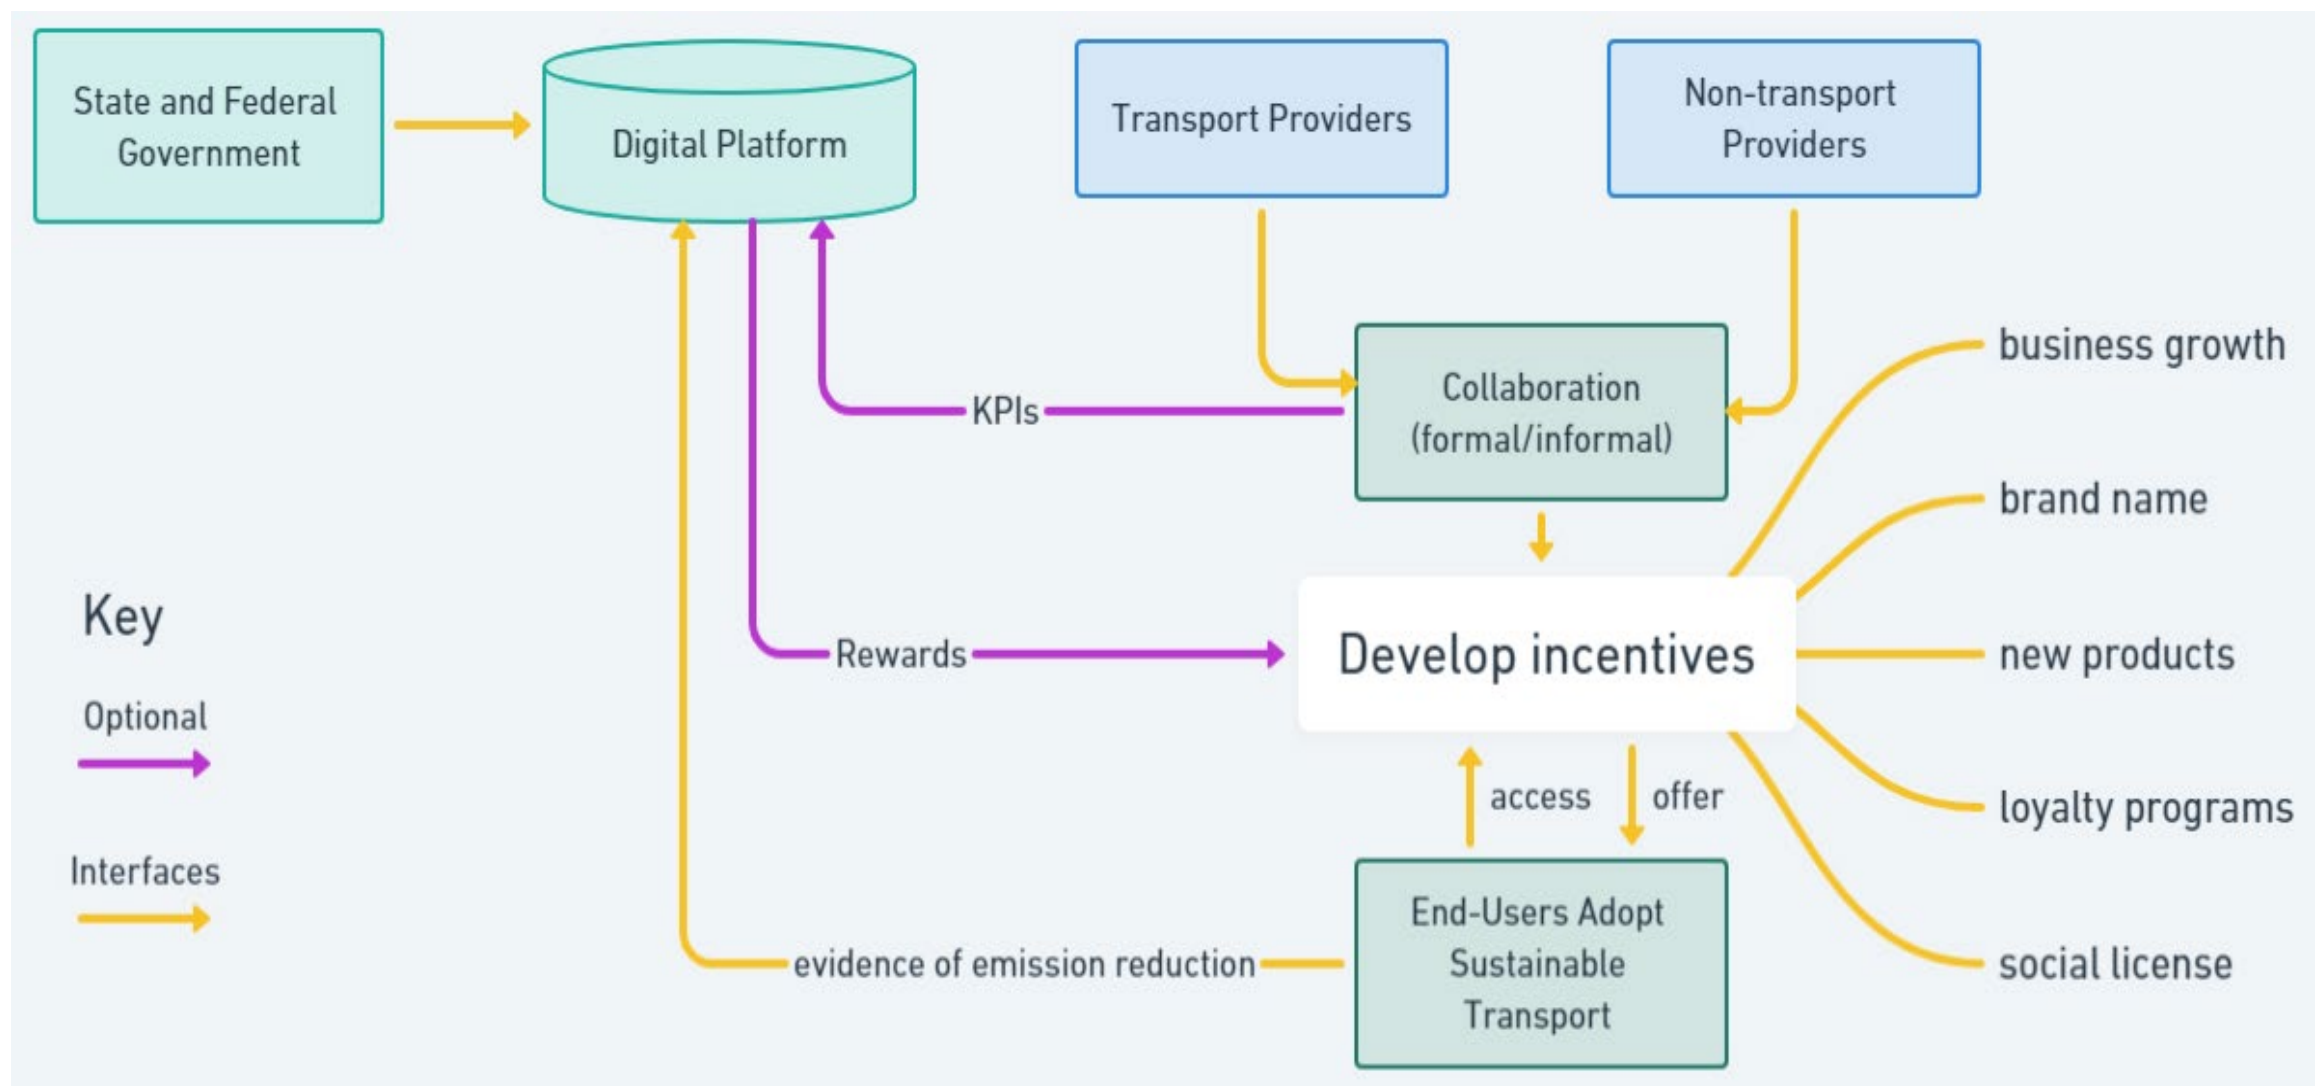 State and Federal
Government
Digital Platform
Transport Providers
Non-transport
Providers
Collaboration
(formal/informal)
KPIs
business growth
brand name
new products
loyalty programs
social license
Develop incentives
Rewards
access
offer
End-Users Adopt
Sustainable
Transport
evidence of emission reduction
Key
Optional
Interfaces